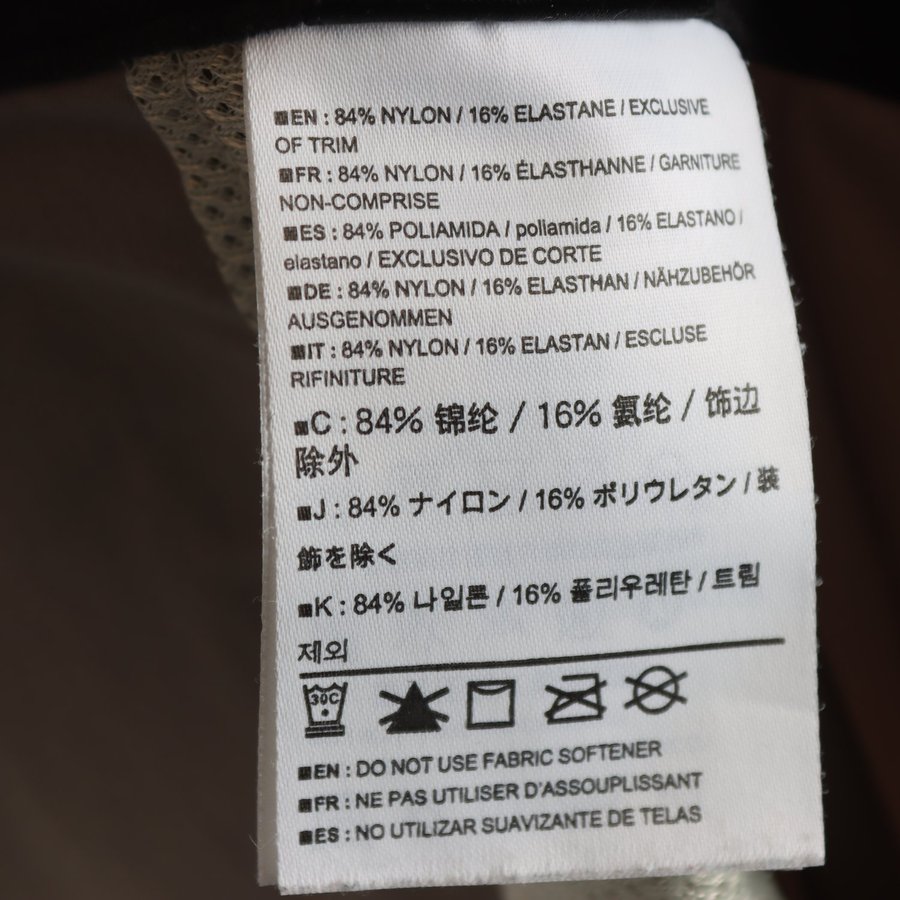 EN : 84% NYLON / 16% ELASTANE / EXCLUSIVE
OF TRIM
FR : 84% NYLON / 16% ÉLASTHANNE / GARNITURE
NON-COMPRISE
ES : 84% POLIAMIDA / poliamida / 16% ELASTANO /
elastano / EXCLUSIVO DE CORTE
DE : 84% NYLON / 16% ELASTHAN / NÄHZUBEHÖR
AUSGENOMMEN
IT : 84% NYLON / 16% ELASTAN / ESCLUSE
RIFINITURE
C : 84% 锦纶 / 16% 氨纶 / 饰边
除外
J : 84% ナイロン / 16% ポリウレタン / 装
飾を除く
K : 84% 나일론 / 16% 폴리우레탄 / 트림
제외
30C
EN : DO NOT USE FABRIC SOFTENER
FR : NE PAS UTILISER D'ASSOUPLISSANT
ES : NO UTILIZAR SUAVIZANTE DE TELAS